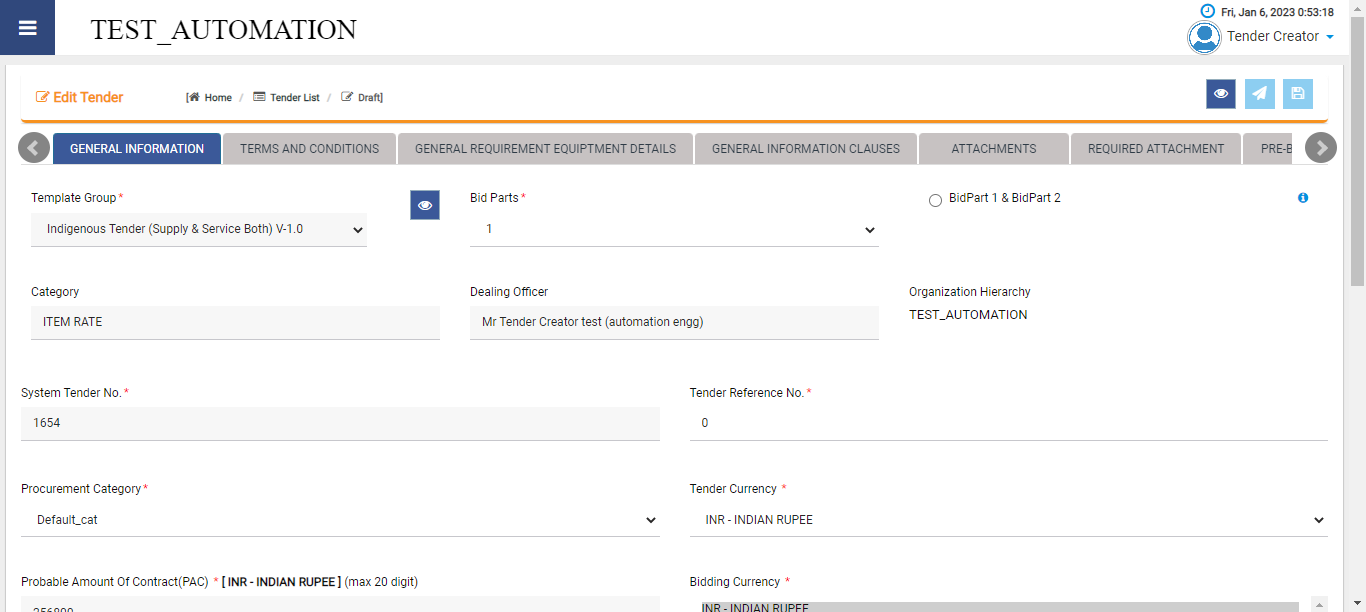 TEST_AUTOMATION
Fri, Jan 6, 2023 0:53:18
Tender Creator
Edit Tender
[ Home / Tender List / Draft]
GENERAL INFORMATION
TERMS AND CONDITIONS
GENERAL REQUIREMENT EQUIPTMENT DETAILS
GENERAL INFORMATION CLAUSES
ATTACHMENTS
REQUIRED ATTACHMENT
PRE-B
Template Group *
Bid Parts *
BidPart 1 & BidPart 2
Indigenous Tender (Supply & Service Both) V-1.0
1
Category
Dealing Officer
Organization Hierarchy
ITEM RATE
Mr Tender Creator test (automation engg)
TEST_AUTOMATION
System Tender No. *
Tender Reference No. *
1654
0
Procurement Category *
Tender Currency *
Default_cat
INR - INDIAN RUPEE
Probable Amount Of Contract(PAC) * [ INR - INDIAN RUPEE ] (max 20 digit)
Bidding Currency *
INR - INDIAN RUPEE